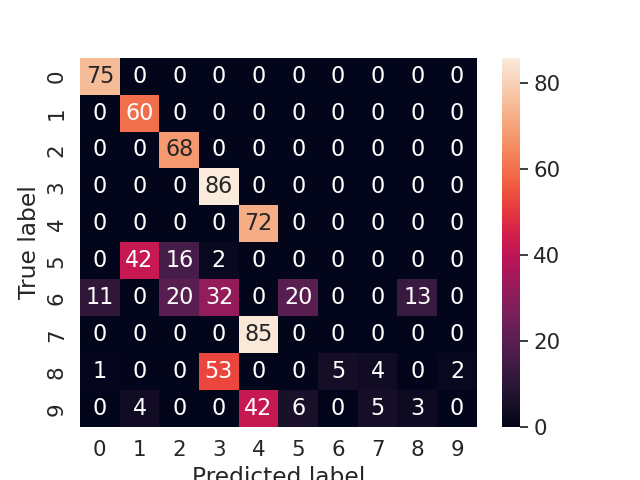 0 75 0 0 0 0 0 0 0 0 0
1 0 60 0 0 0 0 0 0 0 0
2 0 0 68 0 0 0 0 0 0 0
3 0 0 0 86 0 0 0 0 0 0
4 0 0 0 0 72 0 0 0 0 0
5 0 42 16 2 0 0 0 0 0 0
6 11 0 20 32 0 20 0 0 13 0
7 0 0 0 0 85 0 0 0 0 0
8 1 0 0 53 0 0 5 4 0 2
9 0 4 0 0 42 6 0 5 3 0
0 1 2 3 4 5 6 7 8 9
True label
Predicted label
80
60
40
20
0